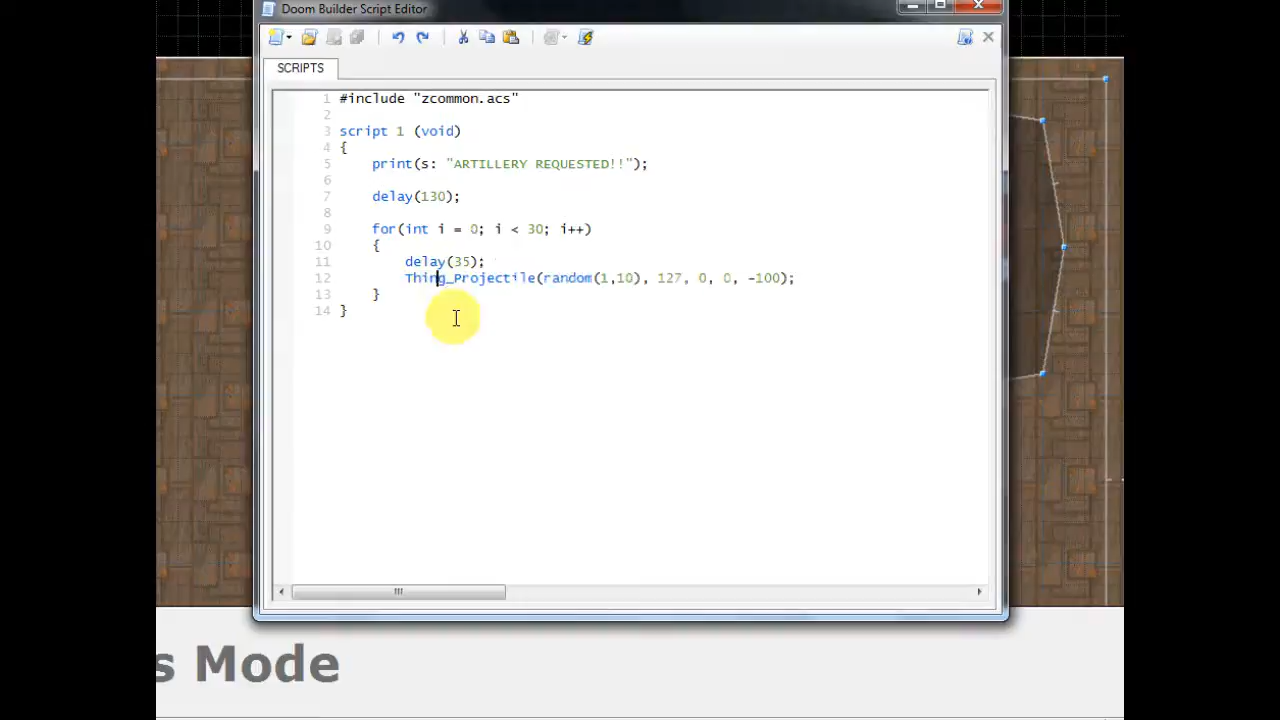 Doom Builder Script Editor
SCRIPTS
1 #include "zcommon.acs"
2
3 script 1 (void)
4 {
5     print(s: "ARTILLERY REQUESTED!!");
6
7     delay(130);
8
9     for(int i = 0; i < 30; i++)
10     {
11         delay(35);
12         Thing_Projectile(random(1,10), 127, 0, 0, -100);
13     }
14 }
s Mode